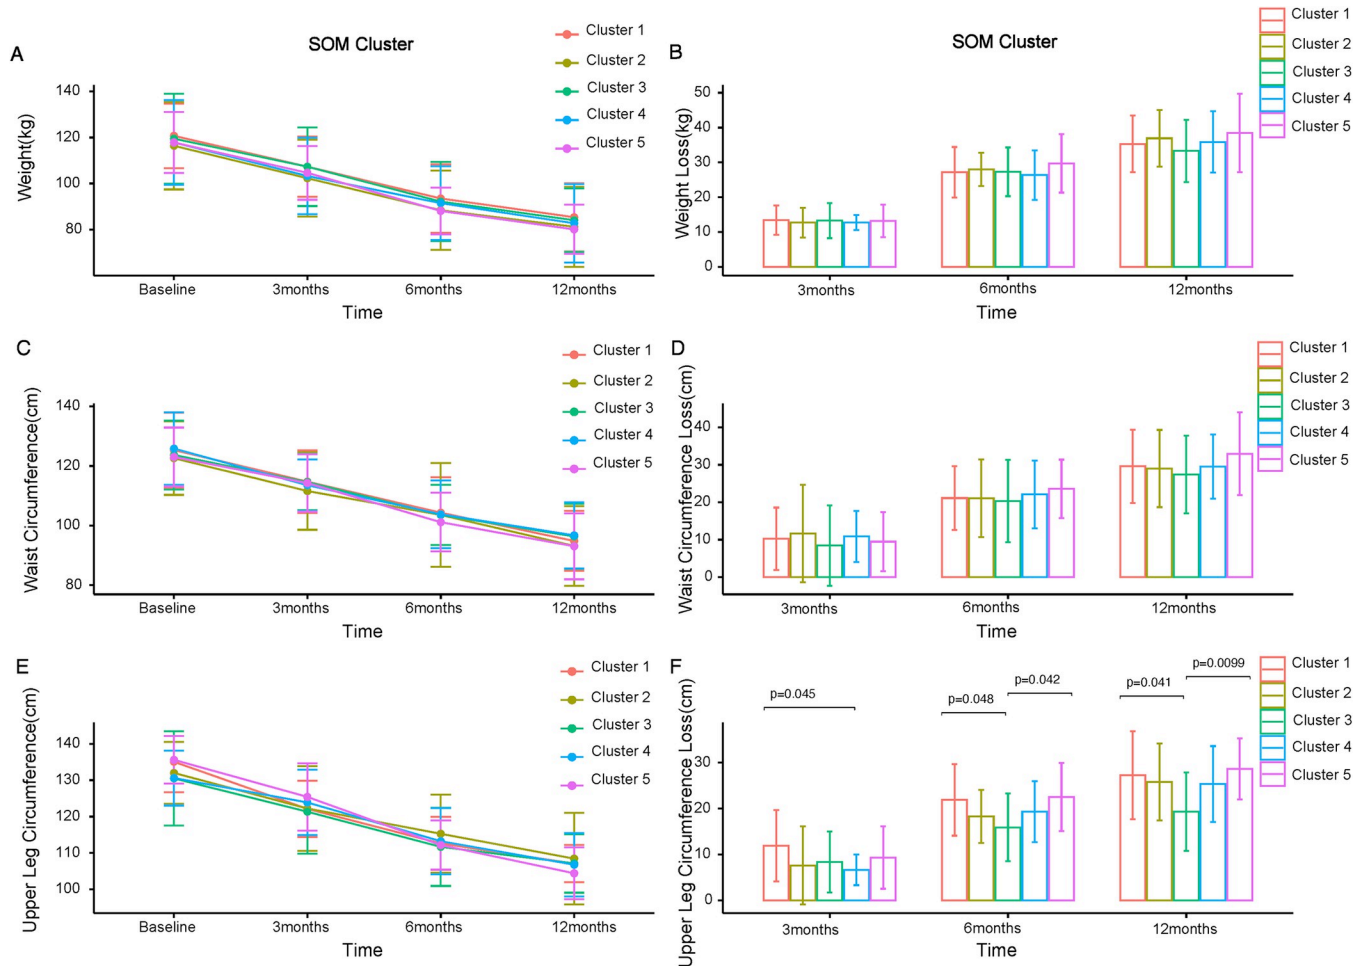 A
SOM Cluster
Cluster 1
Cluster 2
Cluster 3
Cluster 4
Cluster 5
Weight(kg)
140
120
100
80
Baseline
3months
6months
12months
Time
B
SOM Cluster
Cluster 1
Cluster 2
Cluster 3
Cluster 4
Cluster 5
Weight Loss(kg)
50
40
30
20
10
0
3months
6months
12months
Time
C
Cluster 1
Cluster 2
Cluster 3
Cluster 4
Cluster 5
Waist Circumference(cm)
140
120
100
80
Baseline
3months
6months
12months
Time
D
Cluster 1
Cluster 2
Cluster 3
Cluster 4
Cluster 5
Waist Circumference Loss(cm)
40
30
20
10
0
3months
6months
12months
Time
E
Cluster 1
Cluster 2
Cluster 3
Cluster 4
Cluster 5
Upper Leg Circumference(cm)
140
130
120
110
100
Baseline
3months
6months
12months
Time
F
p=0.045
p=0.048
p=0.042
p=0.041
p=0.0099
Cluster 1
Cluster 2
Cluster 3
Cluster 4
Cluster 5
Upper Leg Circumference Loss(cm)
30
20
10
0
3months
6months
12months
Time